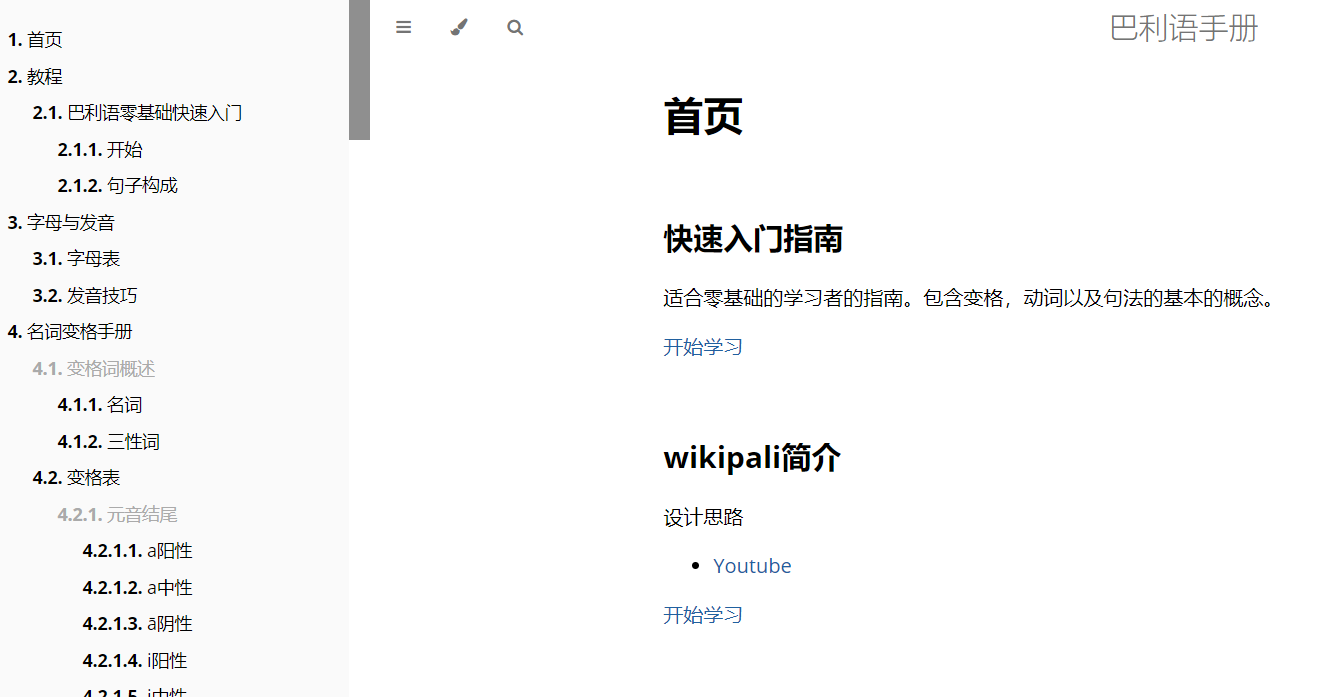 1. 首页
2. 教程
2.1. 巴利语零基础快速入门
2.1.1. 开始
2.1.2. 句子构成
3. 字母与发音
3.1. 字母表
3.2. 发音技巧
4. 名词变格手册
4.1. 变格词概述
4.1.1. 名词
4.1.2. 三性词
4.2. 变格表
4.2.1. 元音结尾
4.2.1.1. a阳性
4.2.1.2. a中性
4.2.1.3. ā阴性
4.2.1.4. i阳性
4.2.1.5. i中性
巴利语手册
首页
快速入门指南
适合零基础的学习者的指南。包含变格，动词以及句法的基本的概念。
开始学习
wikipali简介
设计思路
Youtube
开始学习